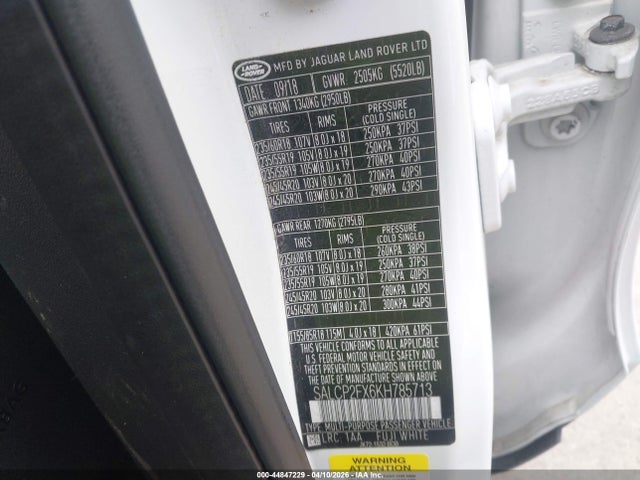 LAND ROVER
MFD BY JAGUAR LAND ROVER LTD
DATE 09/18 GVWR 2505KG (5520LB)
GAWR FRONT 1340KG (2950LB)
TIRES RIMS PRESSURE (COLD SINGLE)
235/60R18 107V (8.0J x 18 250KPA 37PSI
235/55R19 105V (8.0J x 19 250KPA 37PSI
235/55R19 105W (8.0J x 19 270KPA 40PSI
245/45R20 103V (8.0J x 20 270KPA 40PSI
245/45R20 103W (8.0J x 20 290KPA 43PSI
GAWR REAR 1270KG (2795LB)
TIRES RIMS PRESSURE (COLD SINGLE)
235/60R18 107V (8.0J x 18 260KPA 38PSI
235/55R19 105V (8.0J x 19 250KPA 37PSI
235/55R19 105W (8.0J x 19 270KPA 40PSI
245/45R20 103V (8.0J x 20 280KPA 41PSI
245/45R20 103W (8.0J x 20 300KPA 44PSI
T155/85R18 115M 4.0J x 18 420KPA 61PSI
THIS VEHICLE CONFORMS TO ALL APPLICABLE
U.S FEDERAL MOTOR VEHICLE SAFETY
STANDARDS IN EFFECT ON THE DATE OF
MANUFACTURE SHOWN ABOVE
SALCP2FX6KH785713
TYPE: MULTI-PURPOSE PASSENGER VEHICLE
LRC 1AA FUJI WHITE
WARNING
000-44847229 - 04/10/2026 - IAAI.COM